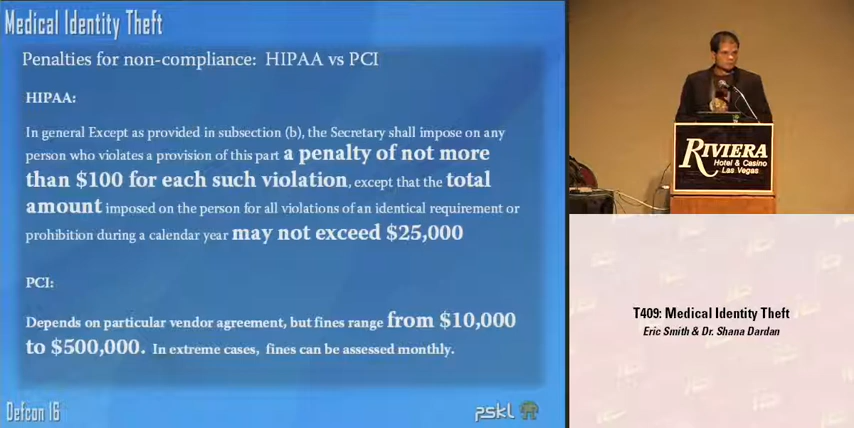 Medical Identity Theft
Penalties for non-compliance: HIPAA vs PCI
HIPAA:
In general Except as provided in subsection (b), the Secretary shall impose on any
person who violates a provision of this part a penalty of not more
than $100 for each such violation, except that the total
amount imposed on the person for all violations of an identical requirement or
prohibition during a calendar year may not exceed $25,000
PCI:
Depends on particular vendor agreement, but fines range from $10,000
to $500,000. In extreme cases, fines can be assessed monthly.
Defcon 16
pskl
RIVIERA
Hotel & Casino
Las Vegas
T409: Medical Identity Theft
Eric Smith & Dr. Shana Dardan